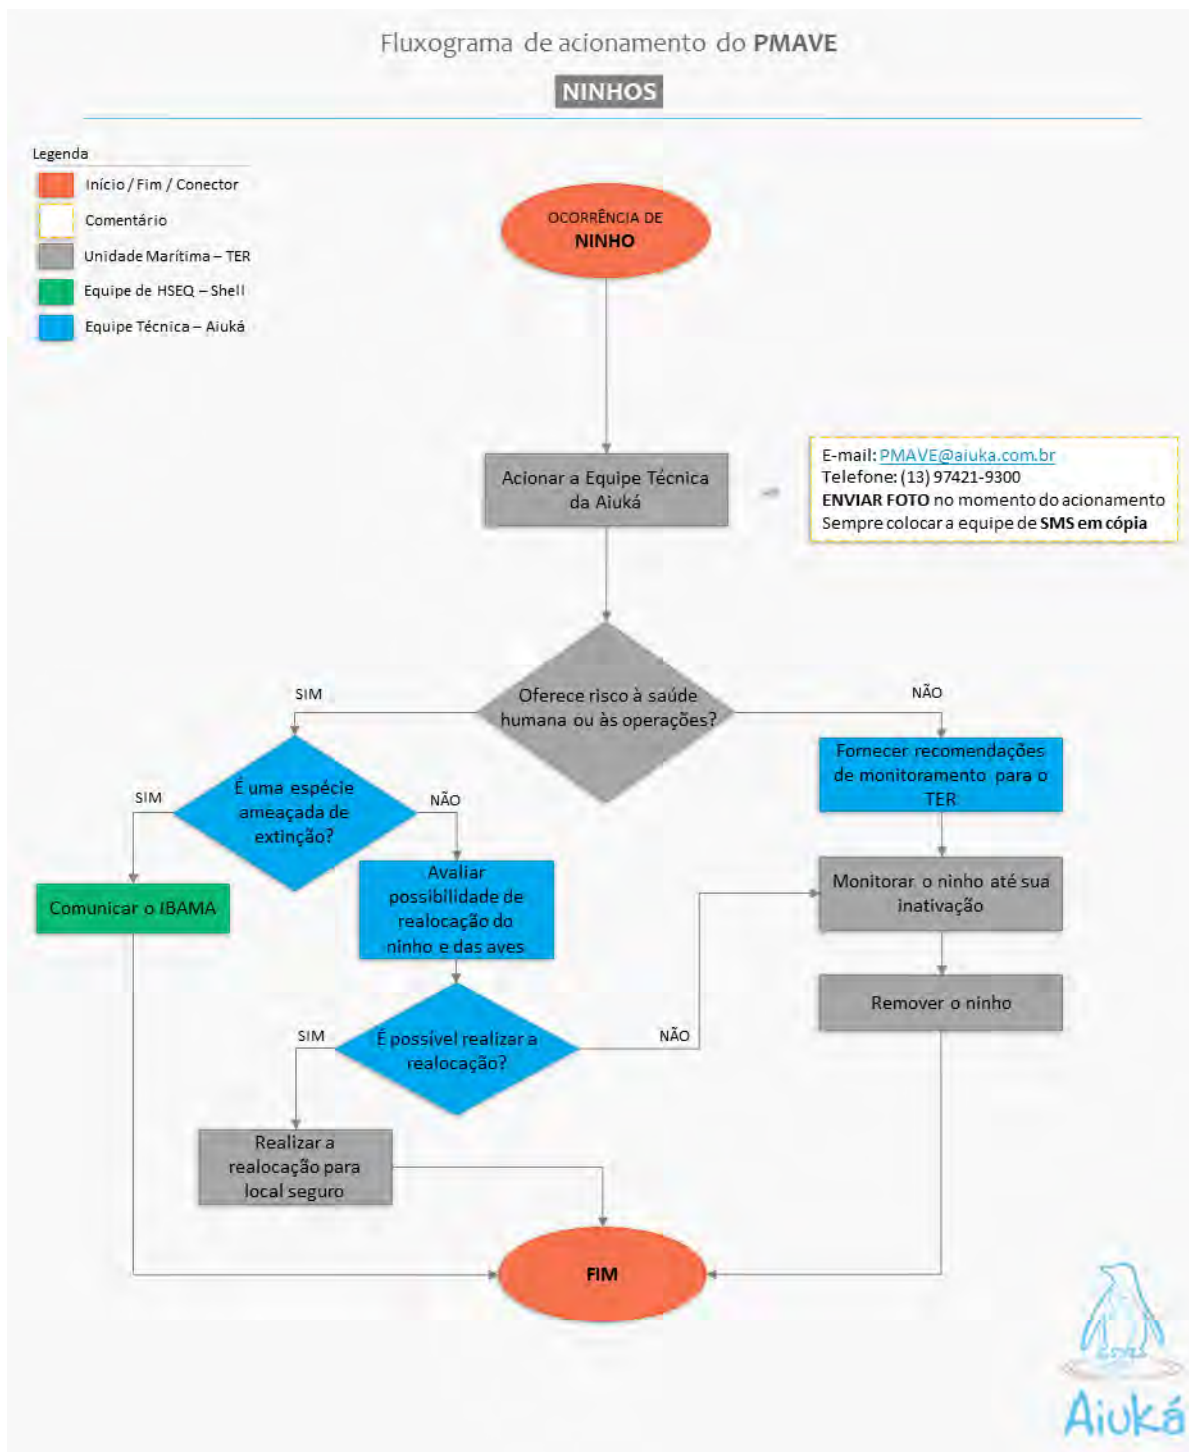 Fluxograma de acionamento do PMAVE
NINHOS
Legenda
Início / Fim / Conector
Comentário
Unidade Marítima – TER
Equipe de HSEQ – Shell
Equipe Técnica – Aiuká
OCORRÊNCIA DE
NINHO
Acionar a Equipe Técnica
da Aiuká
E-mail: PMAVE@aiuka.com.br
Telefone: (13) 97421-9300
ENVIAR FOTO no momento do acionamento
Sempre colocar a equipe de SMS em cópia
Oferece risco à saúde
humana ou às operações?
SIM
NÃO
É uma espécie
ameaçada de
extinção?
Fornecer recomendações
de monitoramento para o
TER
SIM
NÃO
Comunicar o IBAMA
Avaliar
possibilidade de
realocação do
ninho e das aves
Monitorar o ninho até sua
inativação
Remover o ninho
É possível realizar a
realocação?
SIM
NÃO
Realizar a
realocação para
local seguro
FIM
Aiuká